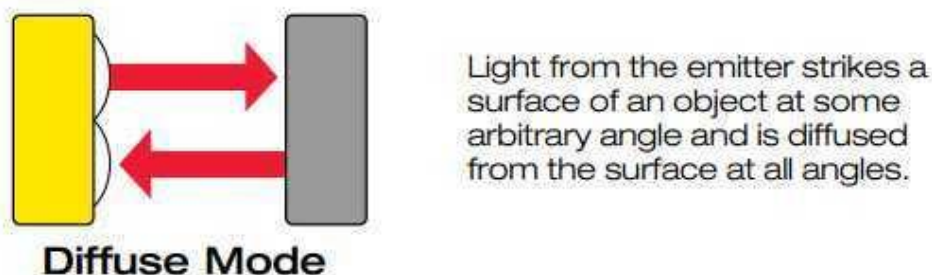 Light from the emitter strikes a
surface of an object at some
arbitrary angle and is diffused
from the surface at all angles.
Diffuse Mode